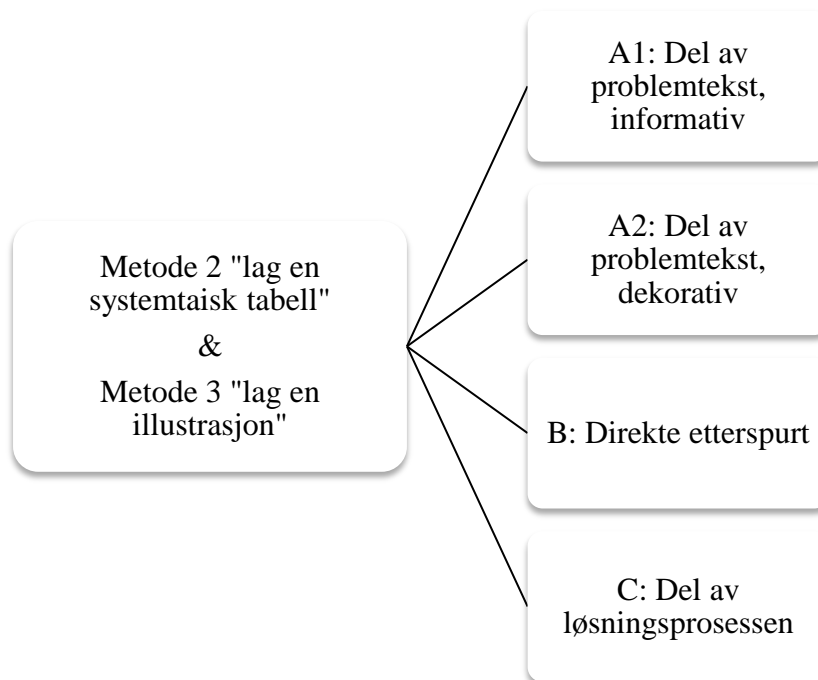 Metode 2 "lag en
systemtaisk tabell"
&
Metode 3 "lag en
illustrasjon"
A1: Del av
problemtekst,
informativ
A2: Del av
problemtekst,
dekorativ
B: Direkte etterspurt
C: Del av
løsningsprosessen